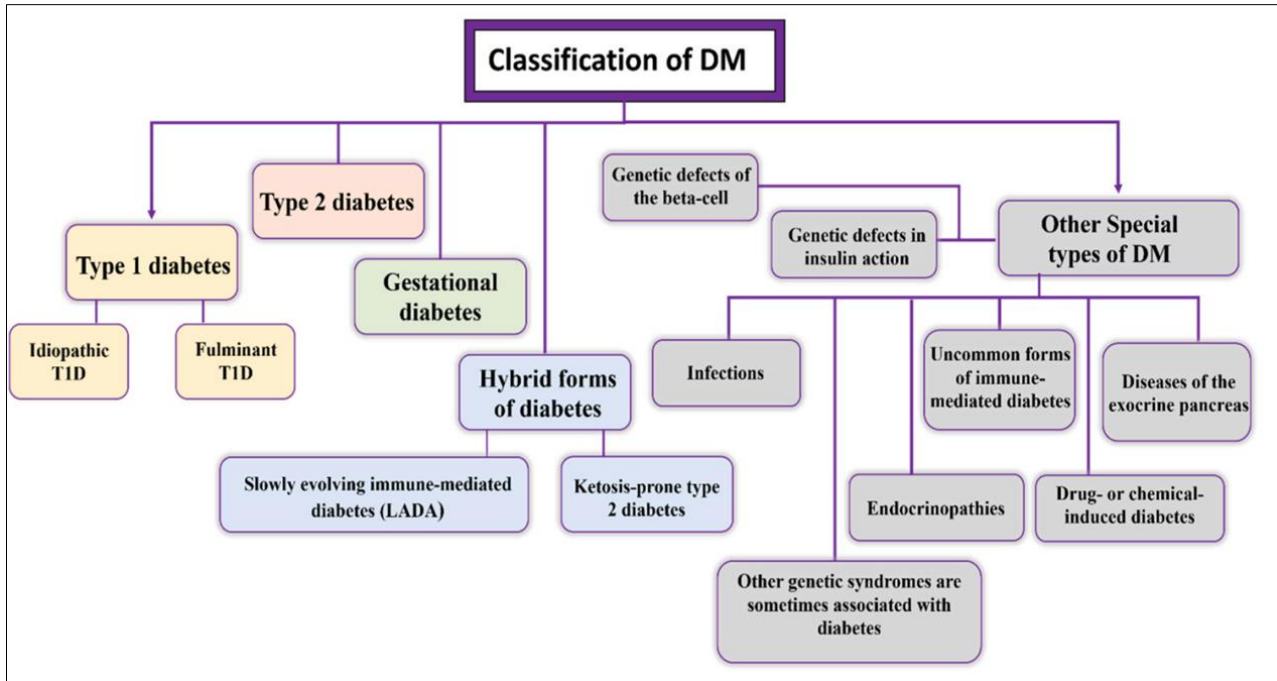 Classification of DM
Type 1 diabetes
Idiopathic
T1D
Fulminant
T1D
Type 2 diabetes
Gestational
diabetes
Hybrid forms
of diabetes
Slowly evolving immune-mediated
diabetes (LADA)
Ketosis-prone type
2 diabetes
Other Special
types of DM
Genetic defects of
the beta-cell
Genetic defects in
insulin action
Infections
Other genetic syndromes are
sometimes associated with
diabetes
Endocrinopathies
Uncommon forms
of immune-
mediated diabetes
Drug- or chemical-
induced diabetes
Diseases of the
exocrine pancreas